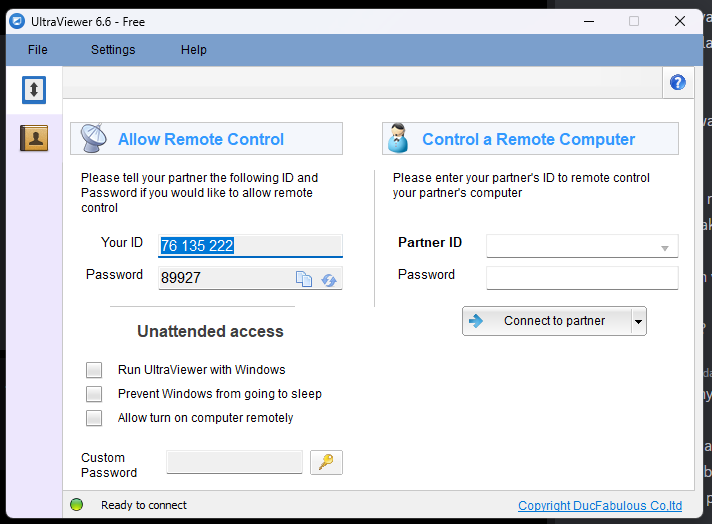 UltraViewer 6.6 - Free
File Settings Help
Allow Remote Control
Please tell your partner the following ID and
Password if you would like to allow remote
control
Your ID 76 135 222
Password 89927
Unattended access
Run UltraViewer with Windows
Prevent Windows from going to sleep
Allow turn on computer remotely
Custom
Password
Control a Remote Computer
Please enter your partner's ID to remote control
your partner's computer
Partner ID
Password
Connect to partner
Ready to connect
Copyright DucFabulous Co,ltd